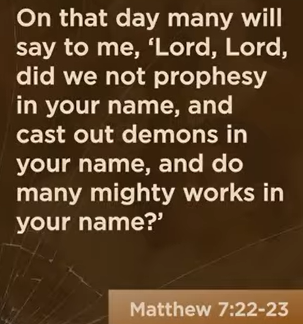 On that day many will
say to me, ‘Lord, Lord,
did we not prophesy
in your name, and
cast out demons in
your name, and do
many mighty works in
your name?’
Matthew 7:22-23